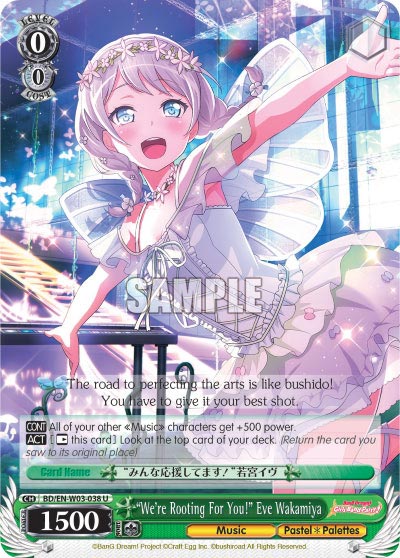 LEVEL
0
0
COST
SAMPLE
The road to perfecting the arts is like bushido!
You have to give it your best shot.
CONT All of your other «Music» characters get +500 power.
ACT [ this card] Look at the top card of your deck. (Return the card you
saw to its original place)
Card Name "みんな応援してます!"若宮イヴ
CH BD/EN-W03-038 U
"We're Rooting For You!" Eve Wakamiya
POWER 1500
Music Pastel＊Palettes
©BanG Dream! Project ©Craft Egg Inc. ©bushiroad All Rights Reserved.